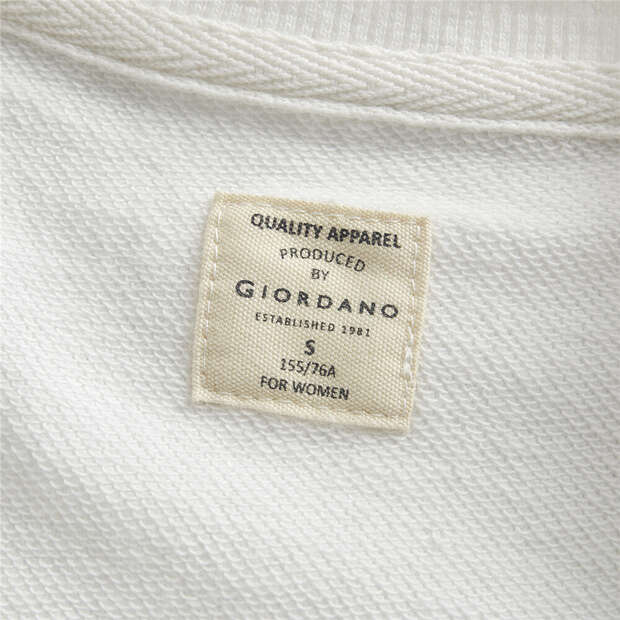 QUALITY APPAREL
PRODUCED
BY
GIORDANO
ESTABLISHED 1981
S
155/76A
FOR WOMEN